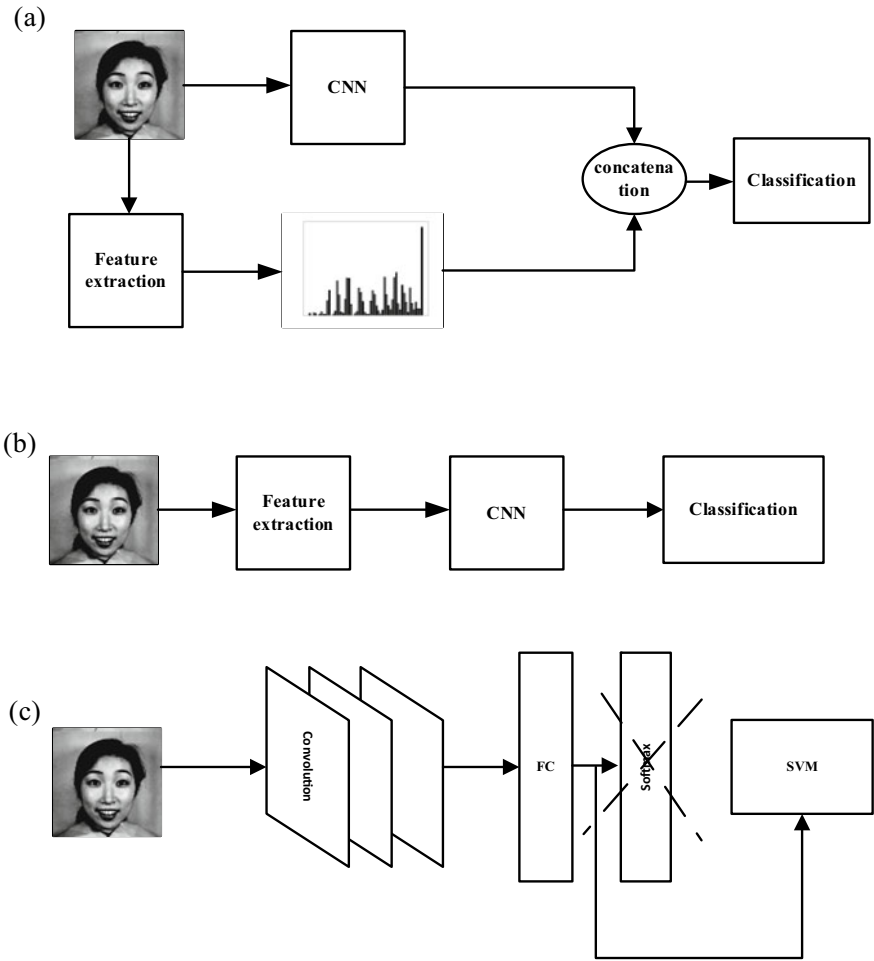 (a)
CNN
concatena
tion
Classification
Feature
extraction
(b)
Feature
extraction
CNN
Classification
(c)
Convolution
FC
Softmax
SVM